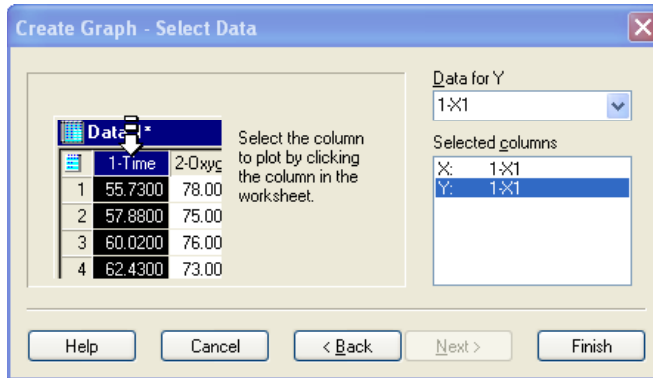 Create Graph - Select Data
Data for Y
1-X1
Selected columns
X: 1-X1
Y: 1-X1
1-Time 2-Oxyg
1 55.7300 78.00
2 57.8800 75.00
3 60.0200 76.00
4 62.4300 73.00
Select the column
to plot by clicking
the column in the
worksheet.
Help Cancel < Back Next > Finish